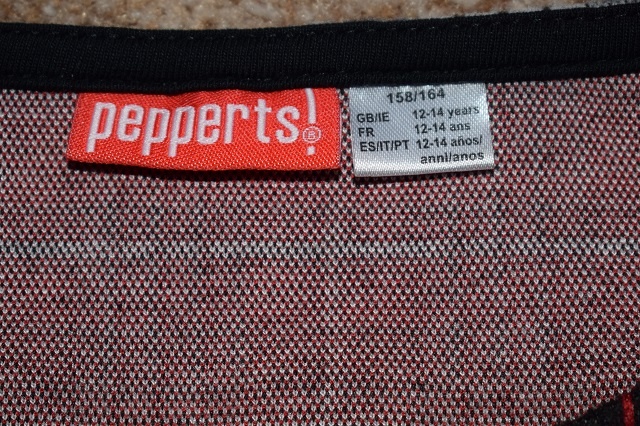 pepperts! ®
158/164
GB/IE 12-14 years
FR 12-14 ans
ES/IT/PT 12-14 años/
anni/anos